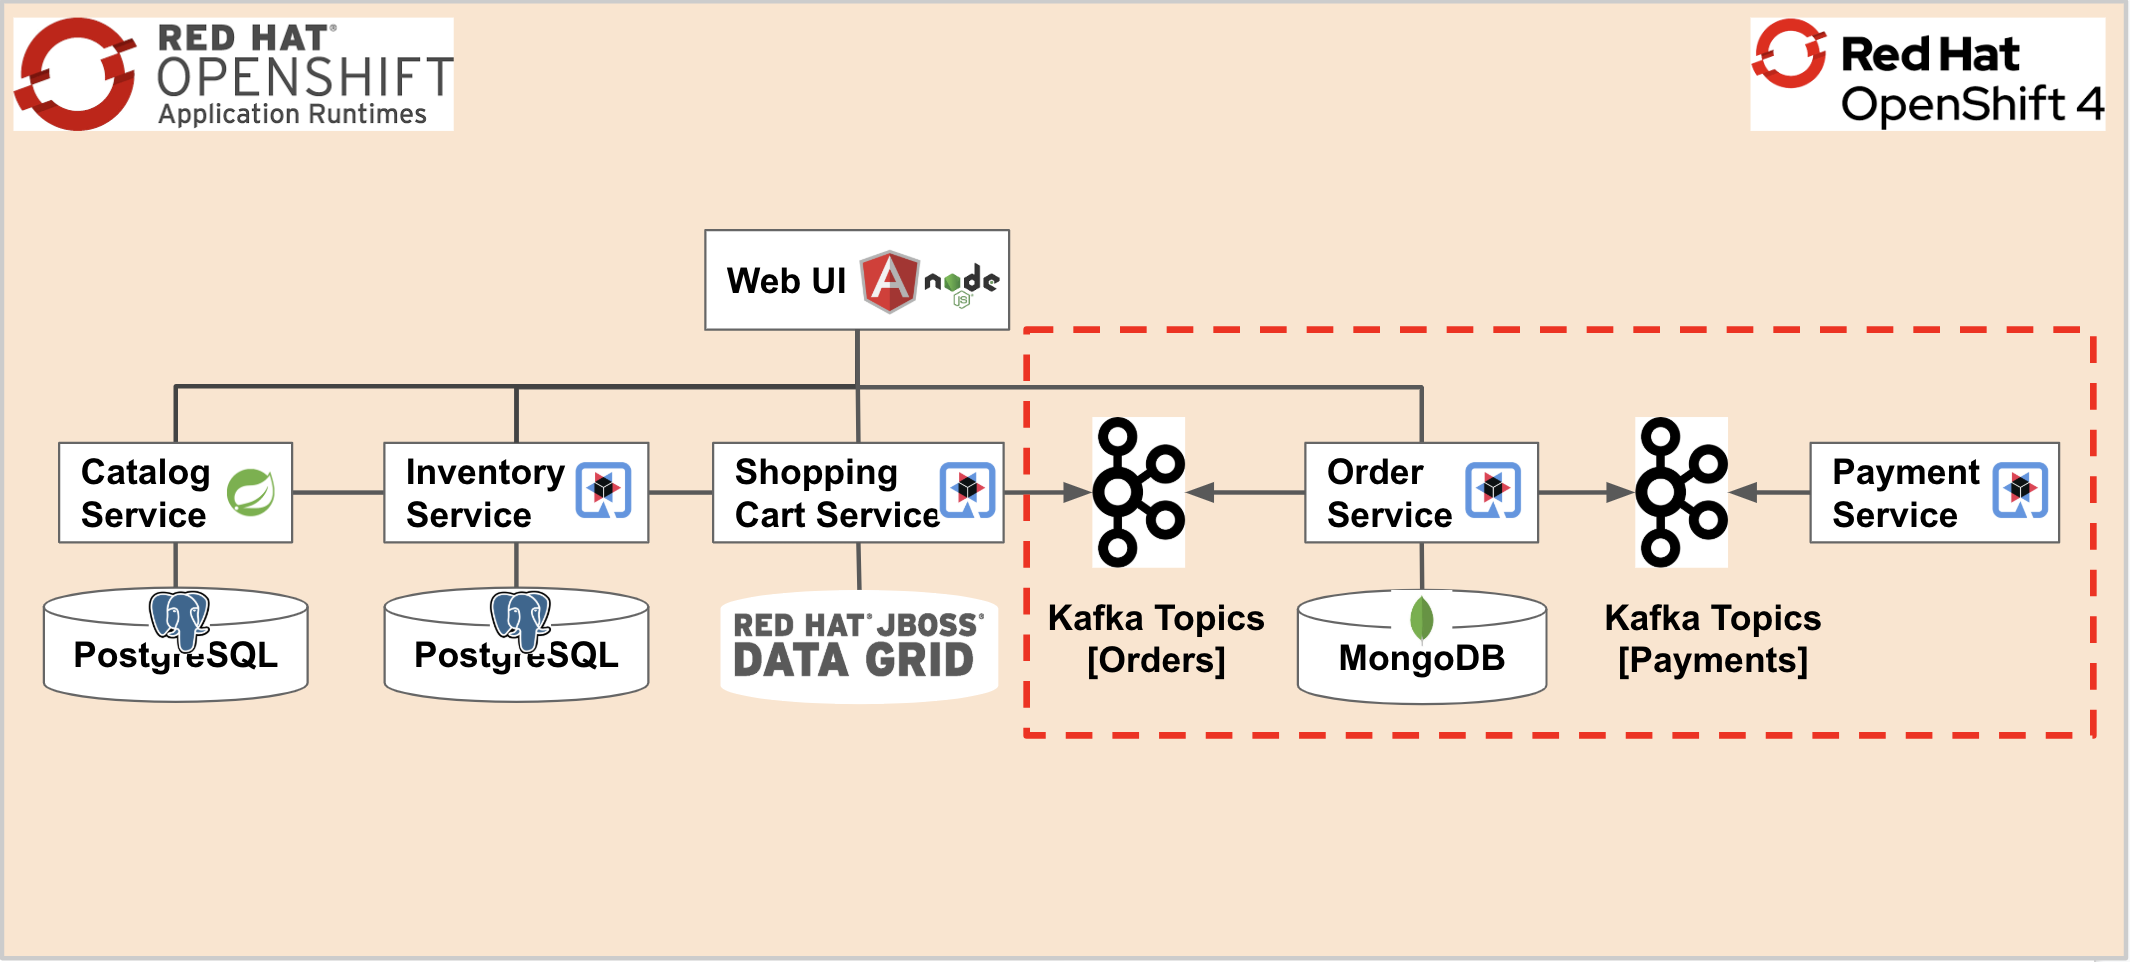 RED HAT®
OPENSHIFT
Application Runtimes
Red Hat
OpenShift 4
Web UI
node
JS
Catalog
Service
Inventory
Service
Shopping
Cart Service
Order
Service
Payment
Service
PostgreSQL
PostgreSQL
RED HAT® JBOSS®
DATA GRID
Kafka Topics
[Orders]
MongoDB
Kafka Topics
[Payments]